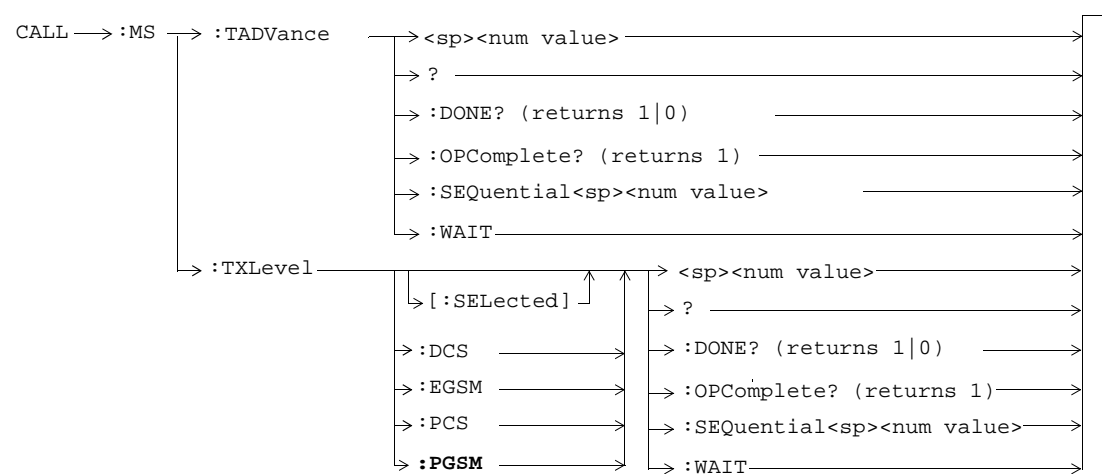 CALL :MS :TADVance <sp><num value>
?
:DONE? (returns 1|0)
:OPComplete? (returns 1)
:SEQuential<sp><num value>
:WAIT
:TXLevel <sp><num value>
[:SELected] ?
:DCS :DONE? (returns 1|0)
:EGSM :OPComplete? (returns 1)
:PCS :SEQuential<sp><num value>
:PGSM :WAIT